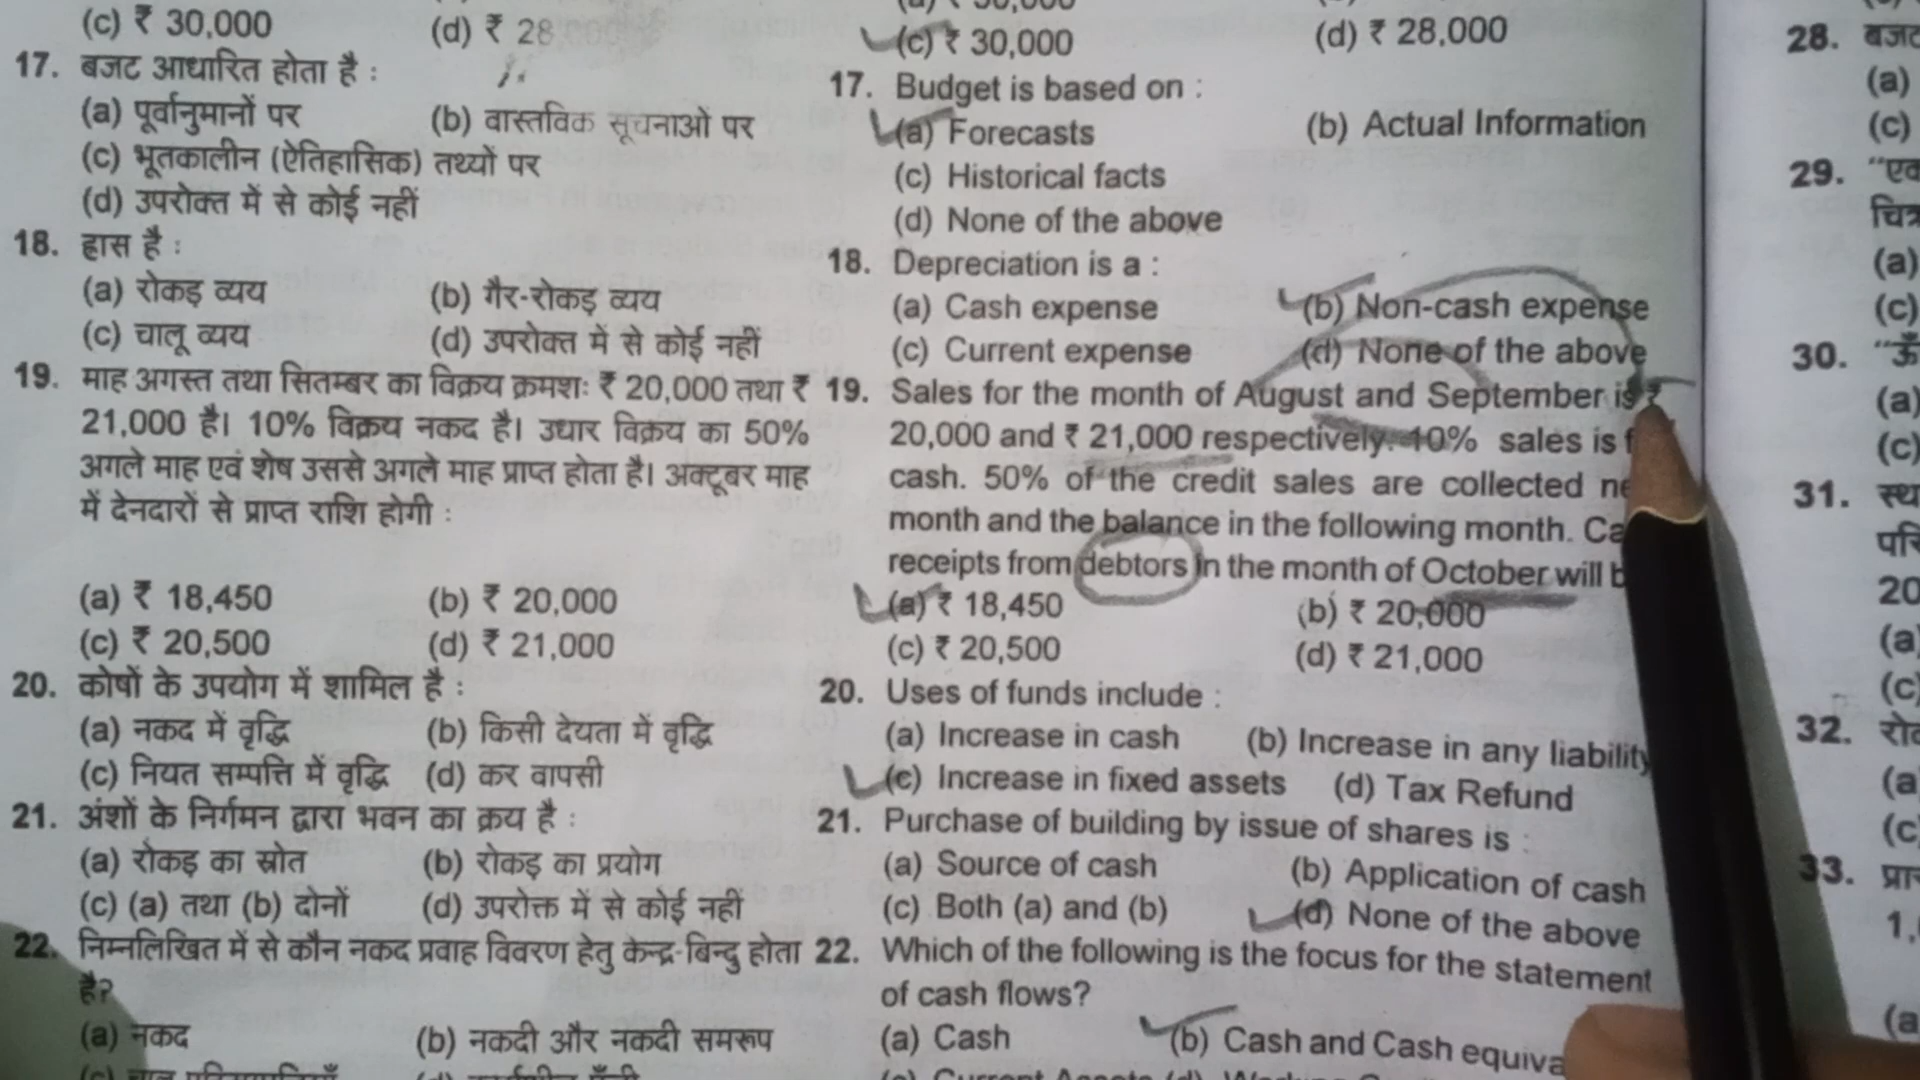 (c) ₹ 30,000 (d) ₹ 28,000
17. बजट आधारित होता है :
(a) पूर्वानुमानों पर (b) वास्तविक सूचनाओं पर
(c) भूतकालीन (ऐतिहासिक) तथ्यों पर
(d) उपरोक्त में से कोई नहीं
18. ह्रास है :
(a) रोकड़ व्यय (b) गैर-रोकड़ व्यय
(c) चालू व्यय (d) उपरोक्त में से कोई नहीं
19. माह अगस्त तथा सितम्बर का विक्रय क्रमशः ₹ 20,000 तथा ₹
21,000 है। 10% विक्रय नकद है। उधार विक्रय का 50%
अगले माह एवं शेष उससे अगले माह प्राप्त होता है। अक्टूबर माह
में देनदारों से प्राप्त राशि होगी :
(a) ₹ 18,450 (b) ₹ 20,000
(c) ₹ 20,500 (d) ₹ 21,000
20. कोषों के उपयोग में शामिल है :
(a) नकद में वृद्धि (b) किसी देयता में वृद्धि
(c) नियत सम्पत्ति में वृद्धि (d) कर वापसी
21. अंशों के निर्गमन द्वारा भवन का क्रय है :
(a) रोकड़ का स्रोत (b) रोकड़ का प्रयोग
(c) (a) तथा (b) दोनों (d) उपरोक्त में से कोई नहीं
22. निम्नलिखित में से कौन नकद प्रवाह विवरण हेतु केन्द्र-बिन्दु होता
है?
(a) नकद (b) नकदी और नकदी समरूप
(c) ₹ 30,000 (d) ₹ 28,000
17. Budget is based on :
(a) Forecasts (b) Actual Information
(c) Historical facts
(d) None of the above
18. Depreciation is a :
(a) Cash expense (b) Non-cash expense
(c) Current expense (d) None of the above
19. Sales for the month of August and September is ₹
20,000 and ₹ 21,000 respectively. 10% sales is
cash. 50% of the credit sales are collected
month and the balance in the following month.
receipts from debtors in the month of October will
(a) ₹ 18,450 (b) ₹ 20,000
(c) ₹ 20,500 (d) ₹ 21,000
20. Uses of funds include :
(a) Increase in cash (b) Increase in any liability
(c) Increase in fixed assets (d) Tax Refund
21. Purchase of building by issue of shares is :
(a) Source of cash (b) Application of cash
(c) Both (a) and (b) (d) None of the above
22. Which of the following is the focus for the statement
of cash flows?
(a) Cash (b) Cash and Cash
28.
(a)
(c)
29.
(a)
(c)
30.
(a)
(c)
31.
20
(a)
(c)
32.
(a)
(c)
33.